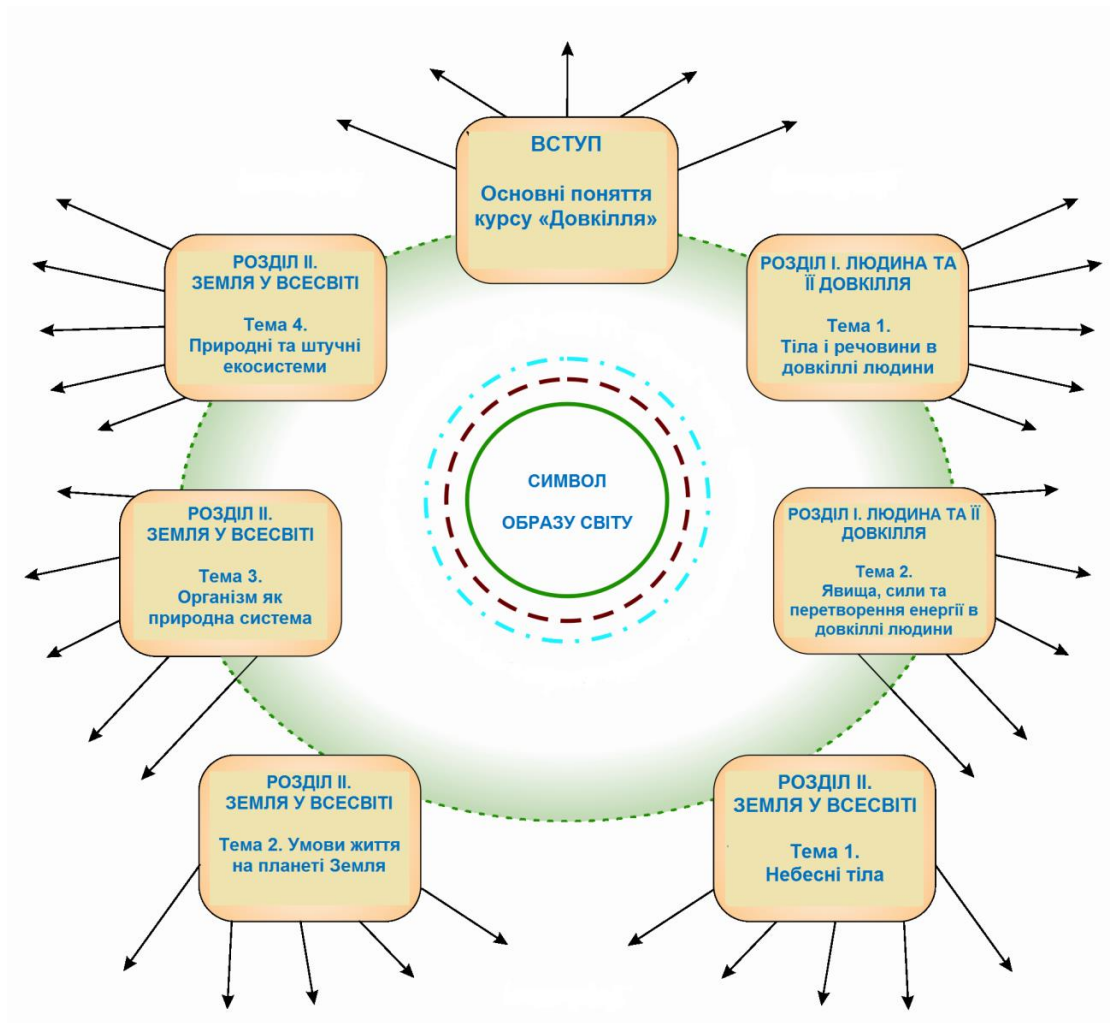 ВСТУП
Основні поняття
курсу «Довкілля»
РОЗДІЛ І. ЛЮДИНА ТА
ЇЇ ДОВКІЛЛЯ
Тема 1.
Тіла і речовини в
довкіллі людини
РОЗДІЛ І. ЛЮДИНА ТА ЇЇ
ДОВКІЛЛЯ
Тема 2.
Явища, сили та
перетворення енергії в
довкіллі людини
РОЗДІЛ ІІ.
ЗЕМЛЯ У ВСЕСВІТІ
Тема 1.
Небесні тіла
РОЗДІЛ ІІ.
ЗЕМЛЯ У ВСЕСВІТІ
Тема 2. Умови життя
на планеті Земля
РОЗДІЛ ІІ.
ЗЕМЛЯ У ВСЕСВІТІ
Тема 3.
Організм як
природна система
РОЗДІЛ ІІ.
ЗЕМЛЯ У ВСЕСВІТІ
Тема 4.
Природні та штучні
екосистеми
СИМВОЛ
ОБРАЗУ СВІТУ